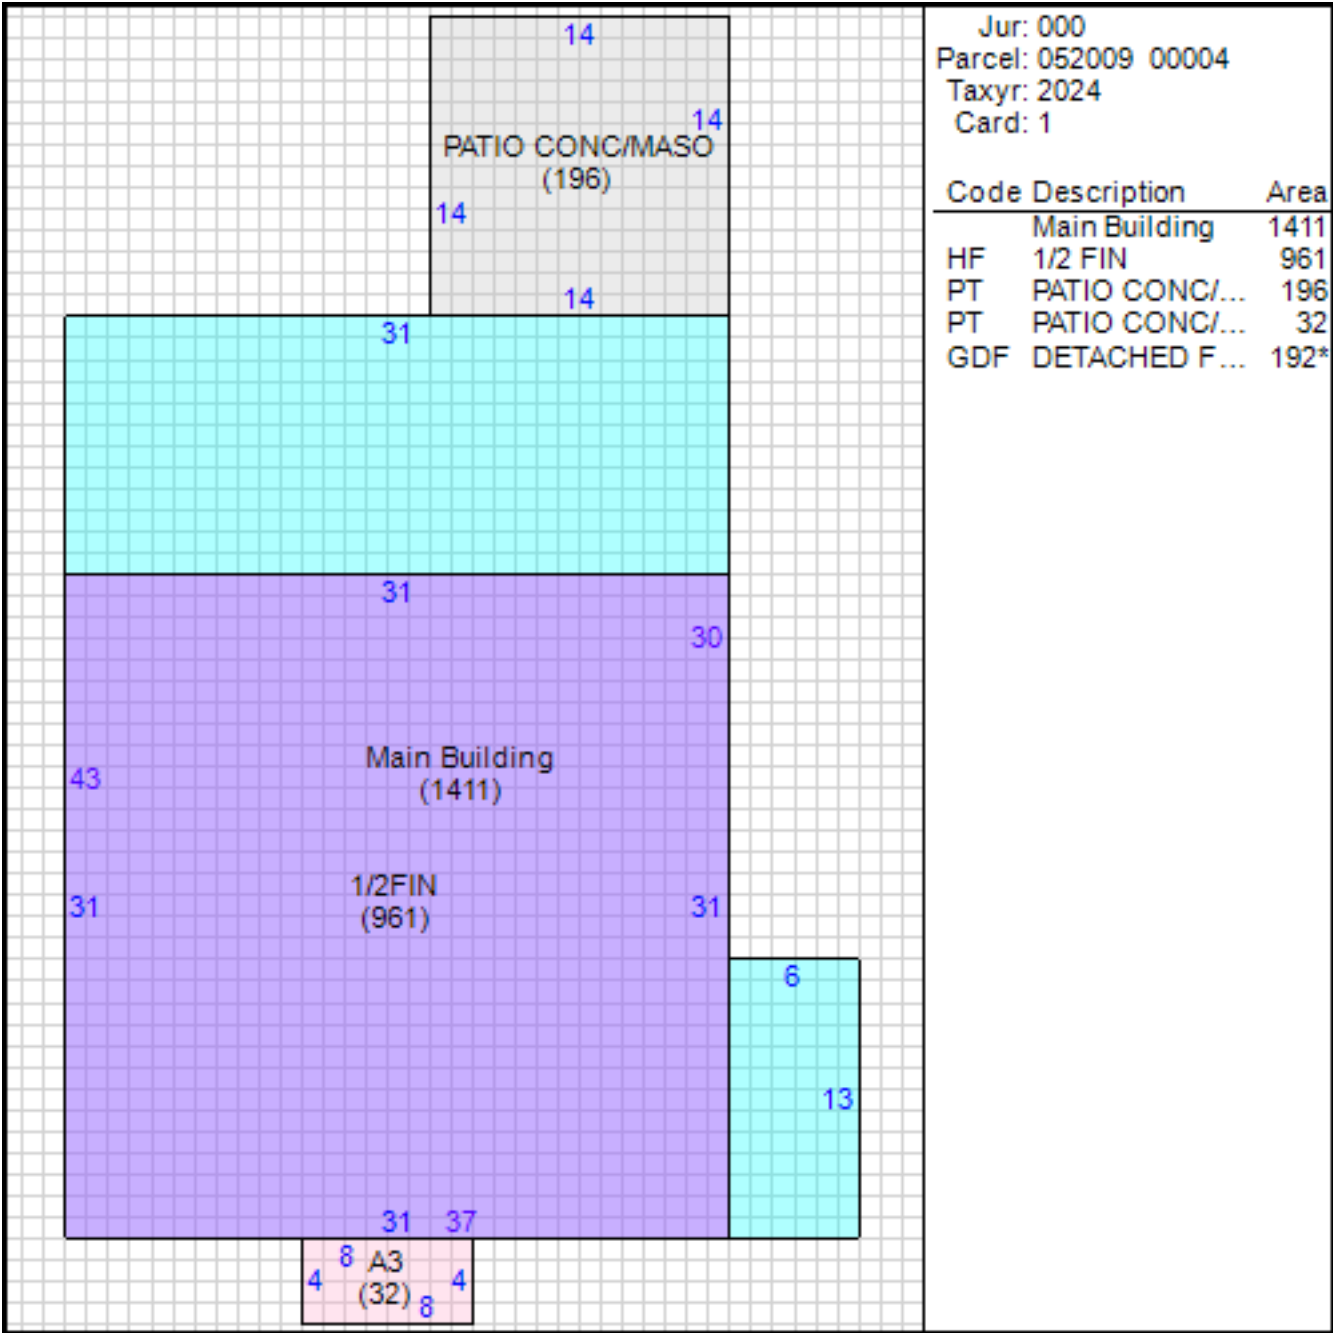 14
14
PATIO CONC/MASO
(196)
14
14
31
31
30
Main Building
(1411)
43
1/2FIN
(961)
31
31
6
13
31 37
8 A3
4 4
(32) 8
Jur: 000
Parcel: 052009 00004
Taxyr: 2024
Card: 1
Code Description Area
Main Building 1411
HF 1/2 FIN 961
PT PATIO CONC/... 196
PT PATIO CONC/... 32
GDF DETACHED F... 192*